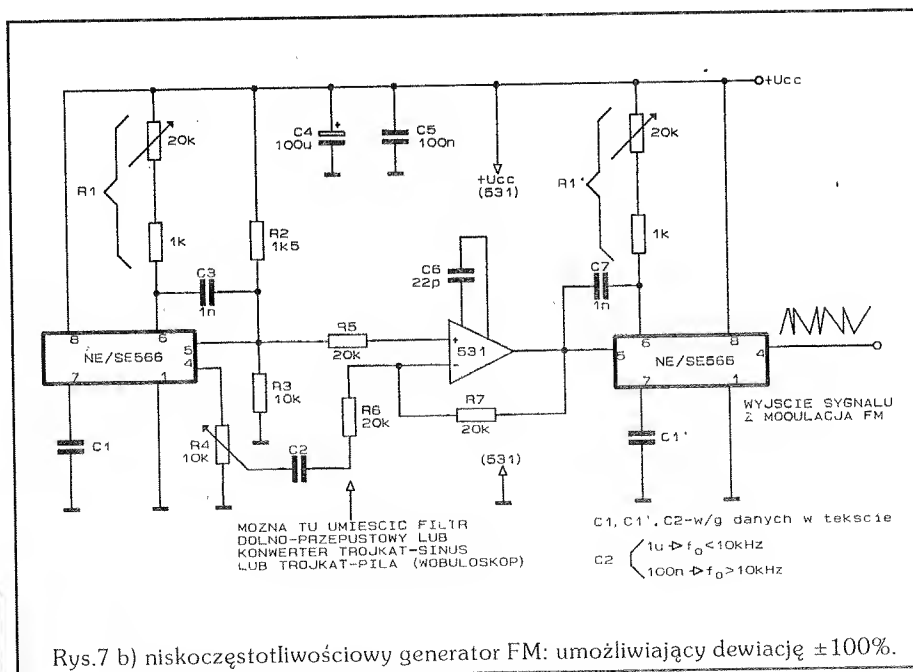 +Ucc
20k
R1
1k
C3
1n
R2
1k5
C4
100u
+
C5
100n
+Ucc
(531)
20k
R1'
1k
C6
22p
C7
1n
8
6
5
NE/SE566
4
7
1
R5
20k
+
-
531
5
6
8
NE/SE566
4
7
1
C1
R4
10k
R3
10k
C2
R6
20k
R7
20k
(531)
C1'
WYJSCIE SYGNALU
Z MODULACJA FM
MOZNA TU UMIESCIC FILTR
DOLNO-PRZEPUSTOWY LUB
KONWERTER TROJKAT-SINUS
LUB TROJKAT-PILA (WOBULOSKOP)
C1, C1', C2-w/g danych w tekscie
C2
1u ▷ fo<10kHz
100n ▷ fo>10kHz
Rys.7 b) niskoczęstotliwościowy generator FM: umożliwiający dewiację ±100%.